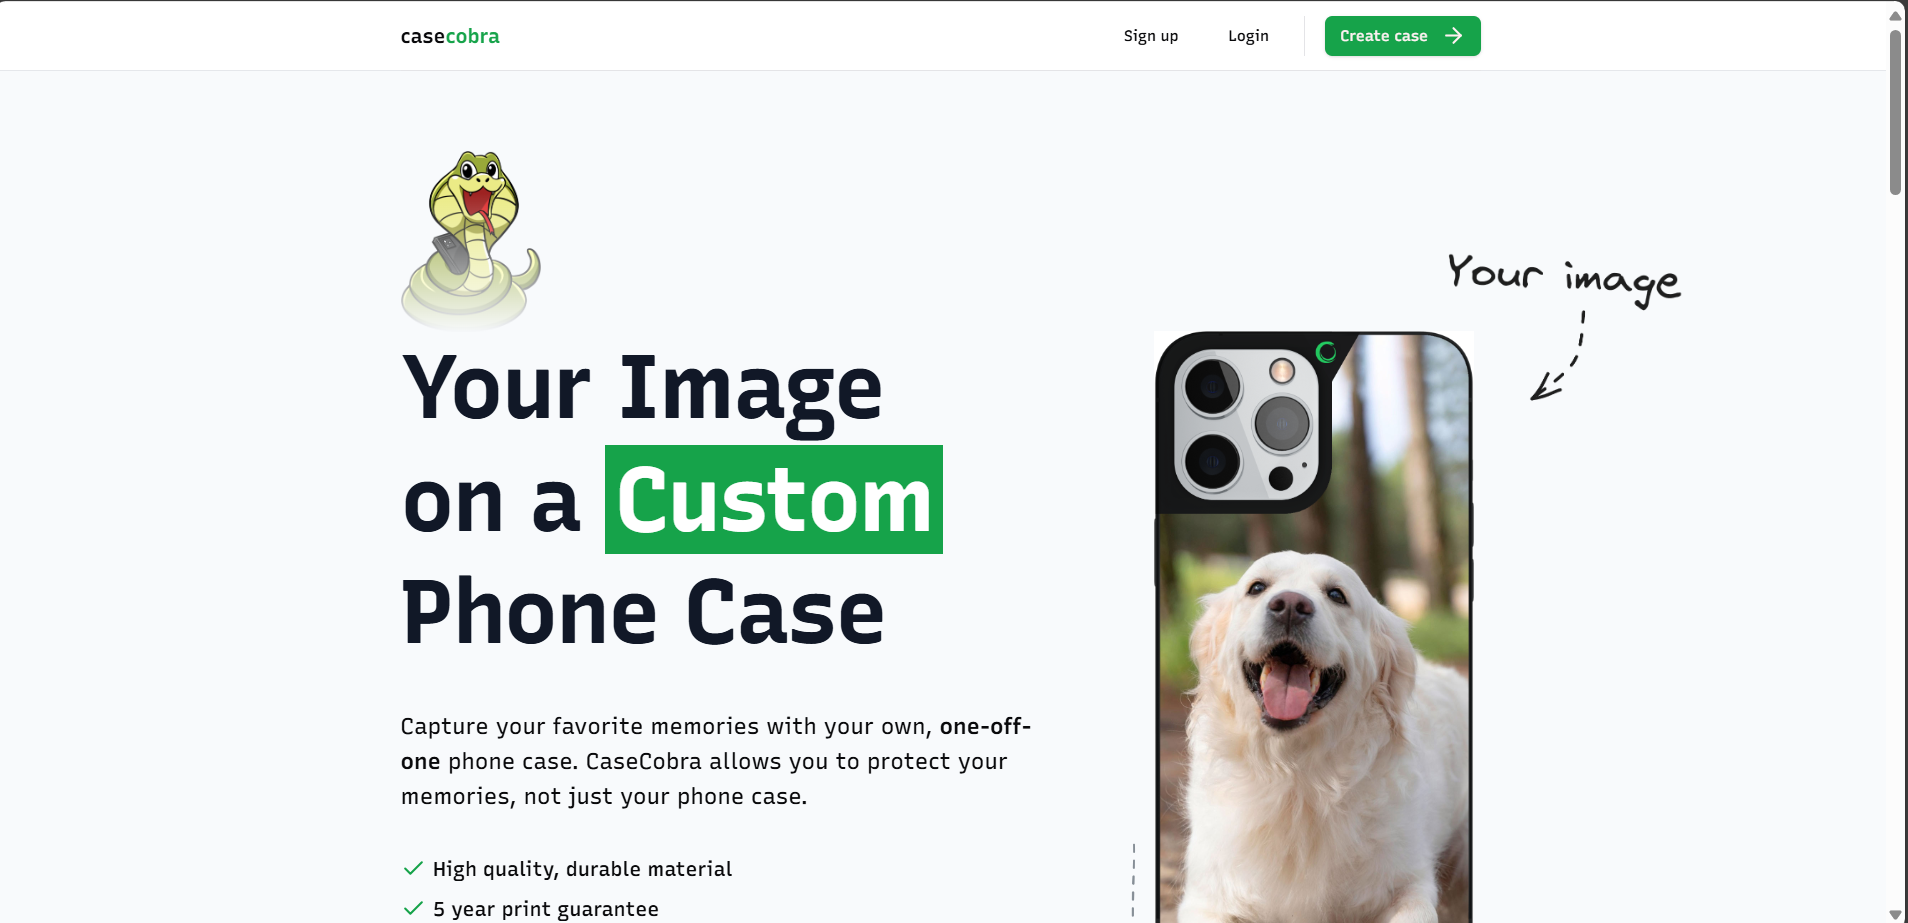 casecobra
Sign up
Login
Create case
Your image
Your Image
on a Custom
Phone Case
Capture your favorite memories with your own, one-off-
one phone case. CaseCobra allows you to protect your
memories, not just your phone case.
High quality, durable material
5 year print guarantee